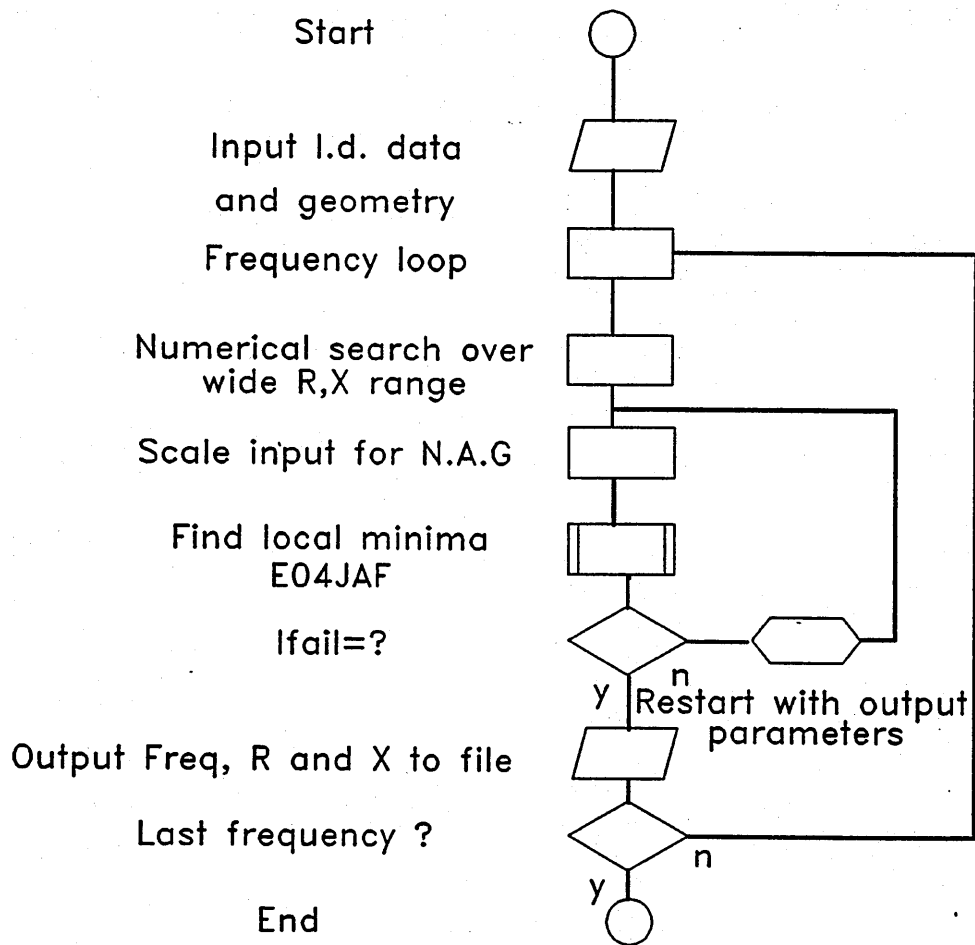 Start
Input I.d. data
and geometry
Frequency loop
Numerical search over
wide R,X range
Scale input for N.A.G
Find local minima
E04JAF
Ifail=?
n
y
Restart with output
parameters
Output Freq, R and X to file
Last frequency ?
n
y
End